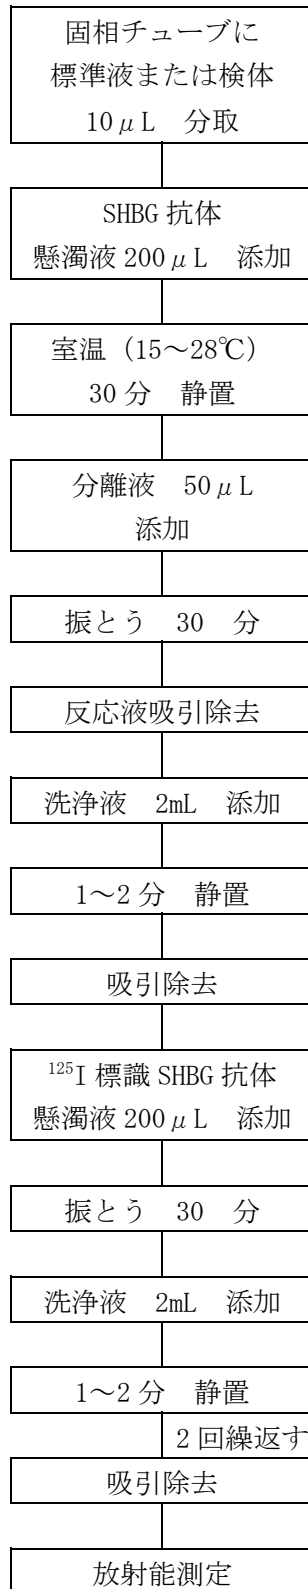 固相チューブに
標準液または検体
10μL　分取
SHBG 抗体
懸濁液 200μL　添加
室温（15～28℃）
30 分　静置
分離液　50μL
添加
振とう　30　分
反応液吸引除去
洗浄液　2mL　添加
1～2 分　静置
吸引除去
¹²⁵I 標識 SHBG 抗体
懸濁液 200μL　添加
振とう　30　分
洗浄液　2mL　添加
1～2 分　静置
2 回繰返す
吸引除去
放射能測定